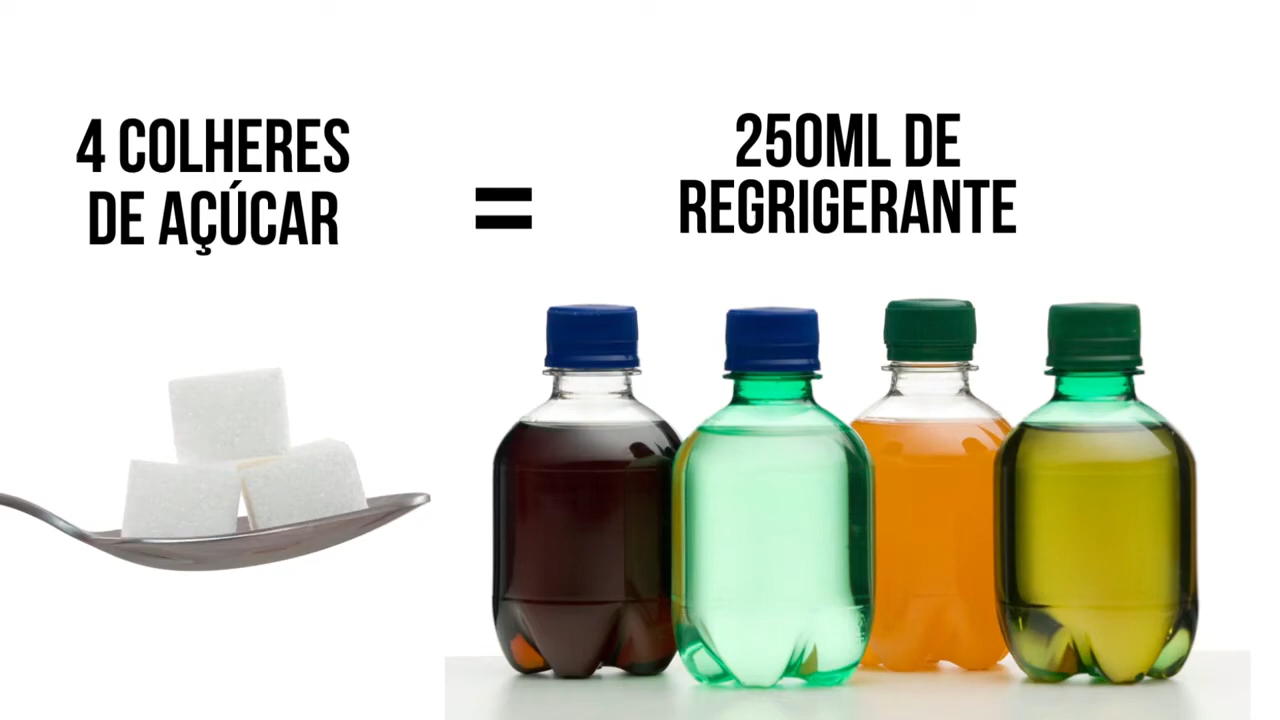 4 COLHERES
DE AÇÚCAR
=
250ML DE
REGRIGERANTE